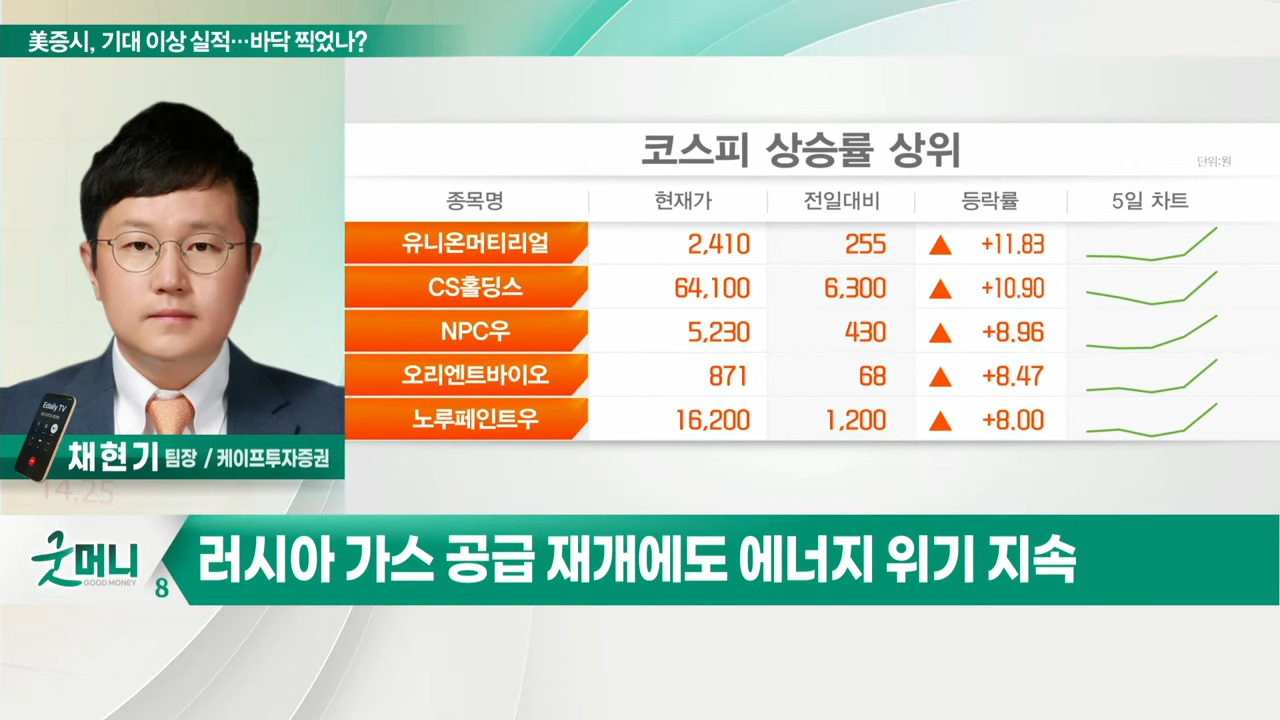 美증시, 기대 이상 실적…바닥 찍었나?
코스피 상승률 상위
단위:원
종목명 현재가 전일대비 등락률 5일 차트
유니온머티리얼 2,410 255 ▲ +11.83
CS홀딩스 64,100 6,300 ▲ +10.90
NPC우 5,230 430 ▲ +8.96
오리엔트바이오 871 68 ▲ +8.47
노루페인트우 16,200 1,200 ▲ +8.00
Edaily TV
채현기 팀장 / 케이프투자증권
14.25
굿머니
GOOD MONEY
8
러시아 가스 공급 재개에도 에너지 위기 지속